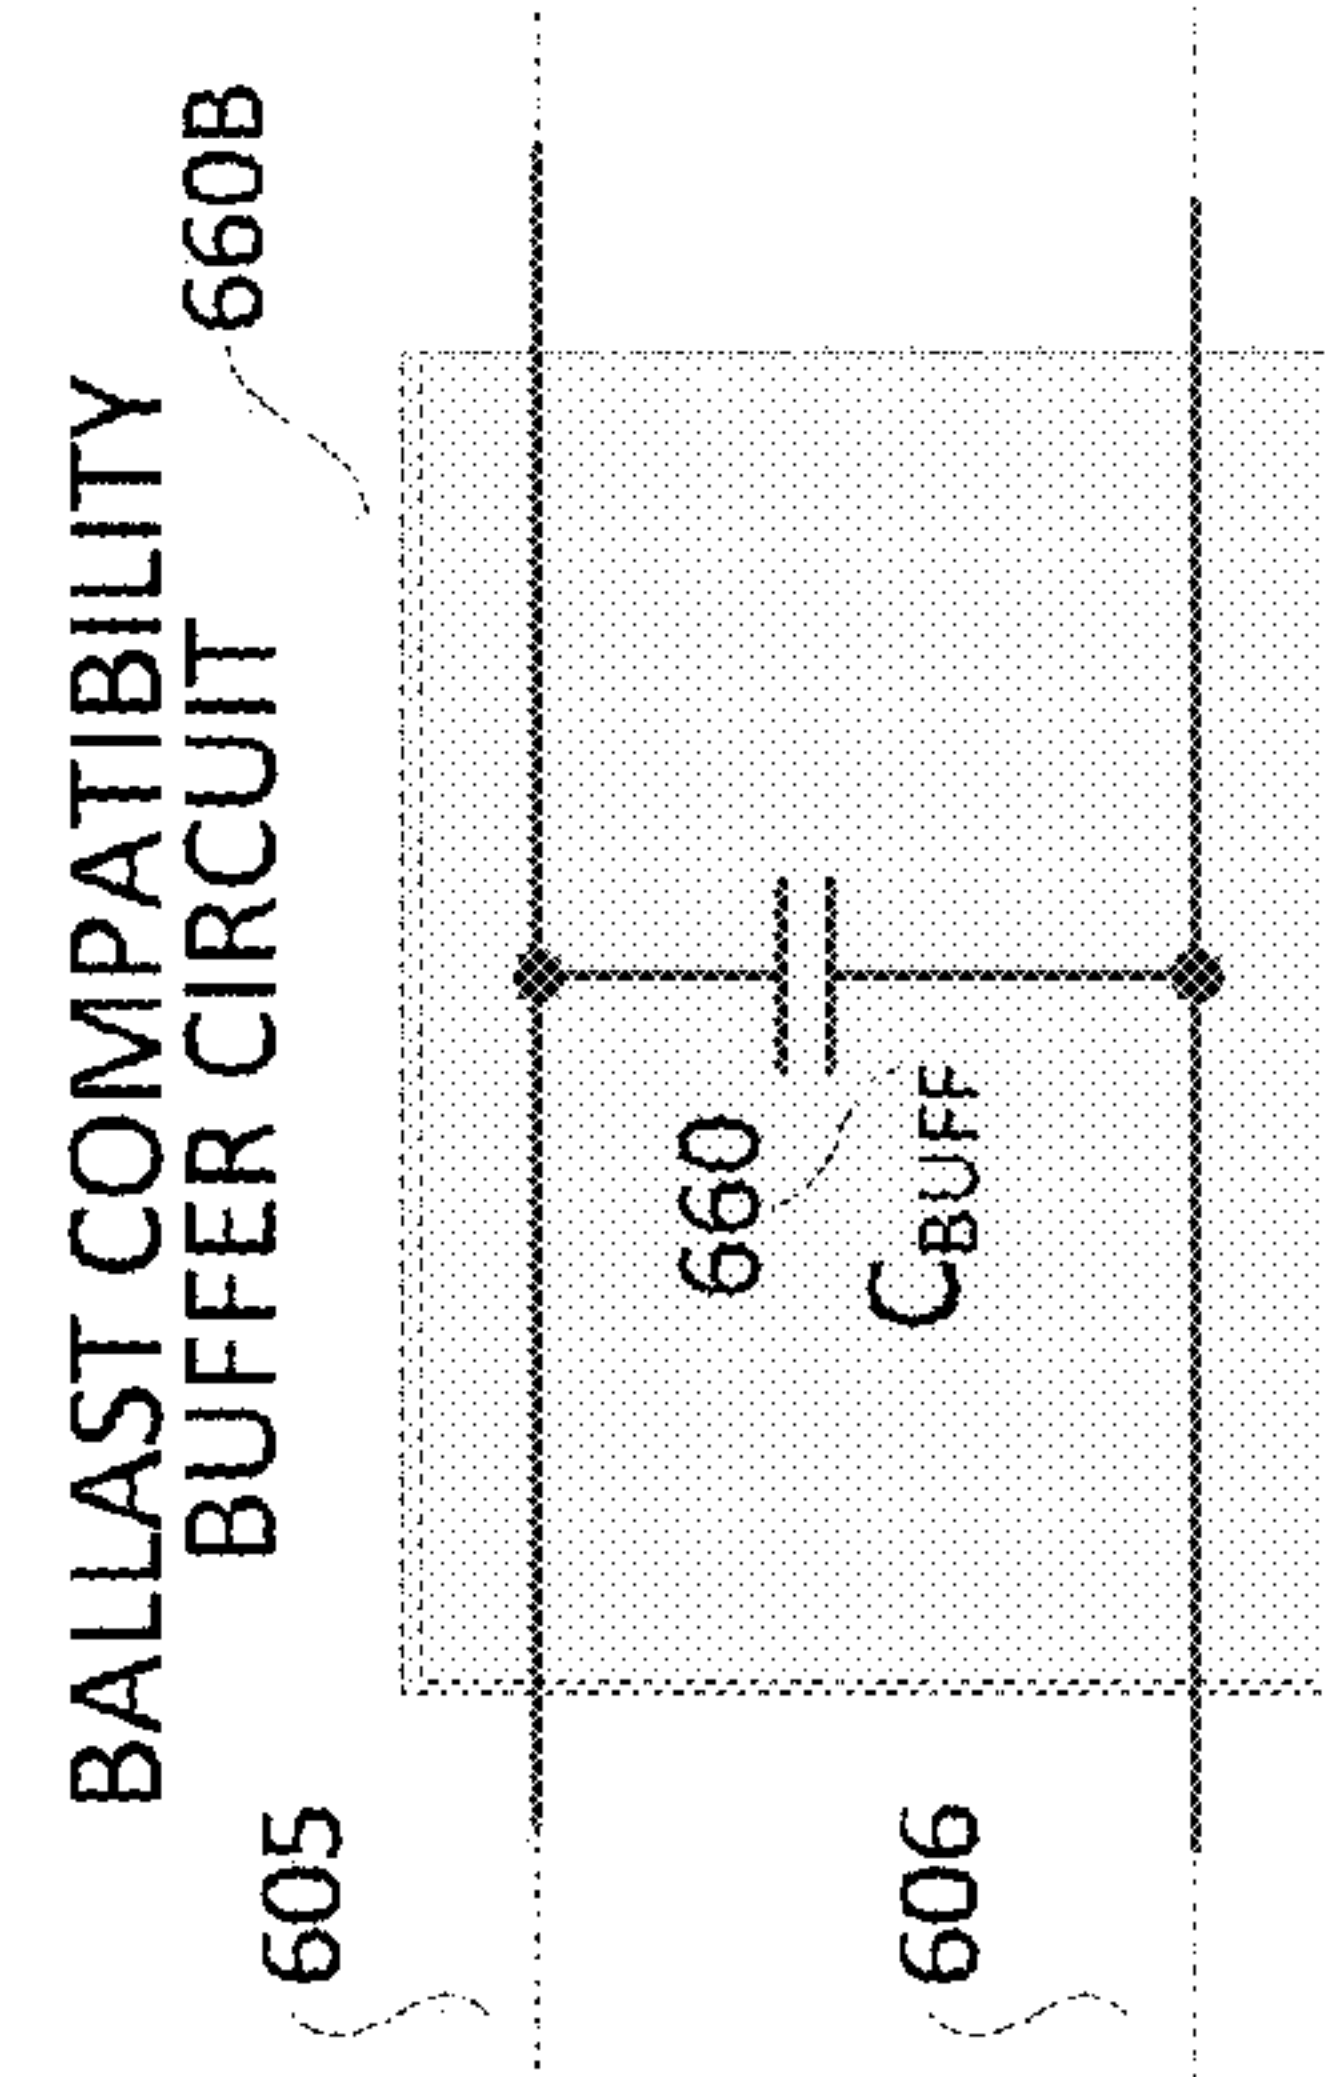 BALLAST COMPATIBILITY
BUFFER CIRCUIT
660B
605
660
CBUFF
606